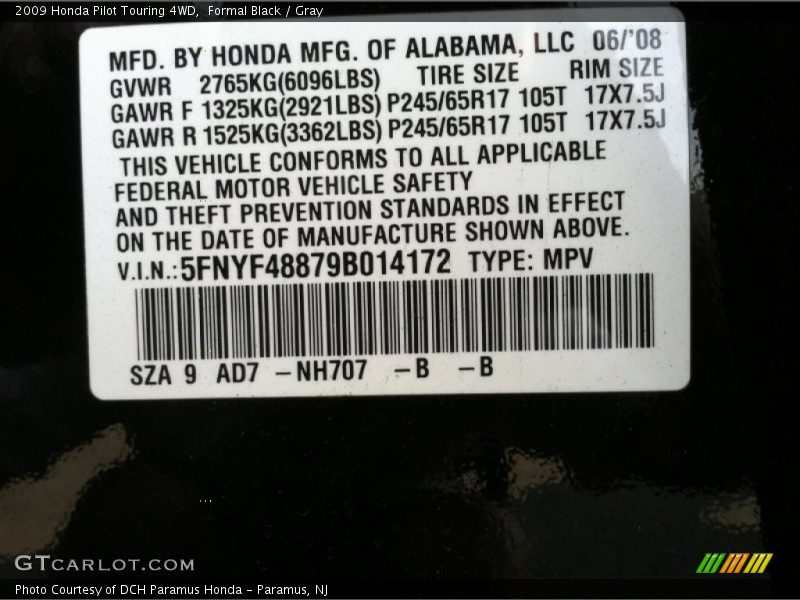 2009 Honda Pilot Touring 4WD,  Formal Black / Gray
MFD. BY HONDA MFG. OF ALABAMA, LLC 06/'08
GVWR 2765KG(6096LBS) TIRE SIZE RIM SIZE
GAWR F 1325KG(2921LBS) P245/65R17 105T 17X7.5J
GAWR R 1525KG(3362LBS) P245/65R17 105T 17X7.5J
THIS VEHICLE CONFORMS TO ALL APPLICABLE
FEDERAL MOTOR VEHICLE SAFETY
AND THEFT PREVENTION STANDARDS IN EFFECT
ON THE DATE OF MANUFACTURE SHOWN ABOVE.
V.I.N.:5FNYF48879B014172 TYPE: MPV
SZA 9 AD7 –NH707 –B –B
GTCARLOT.COM
Photo Courtesy of DCH Paramus Honda - Paramus, NJ